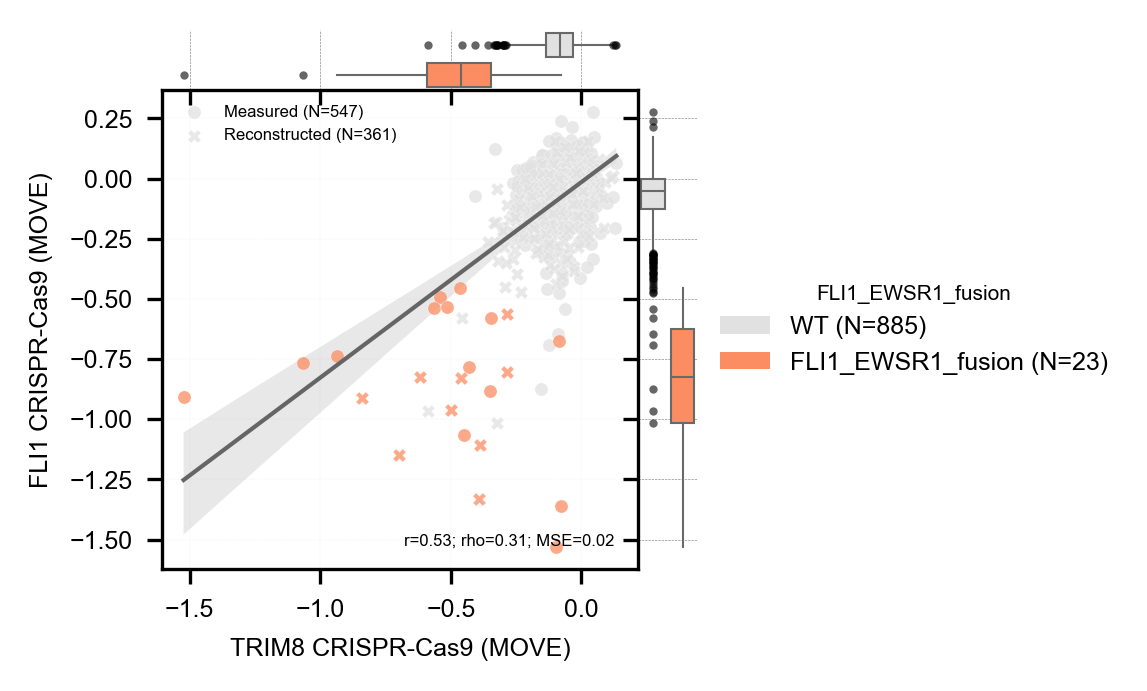 Measured (N=547)
Reconstructed (N=361)
0.25
0.00
−0.25
−0.50
−0.75
−1.00
−1.25
−1.50
FLI1 CRISPR-Cas9 (MOVE)
r=0.53; rho=0.31; MSE=0.02
−1.5
−1.0
−0.5
0.0
TRIM8 CRISPR-Cas9 (MOVE)
FLI1_EWSR1_fusion
WT (N=885)
FLI1_EWSR1_fusion (N=23)